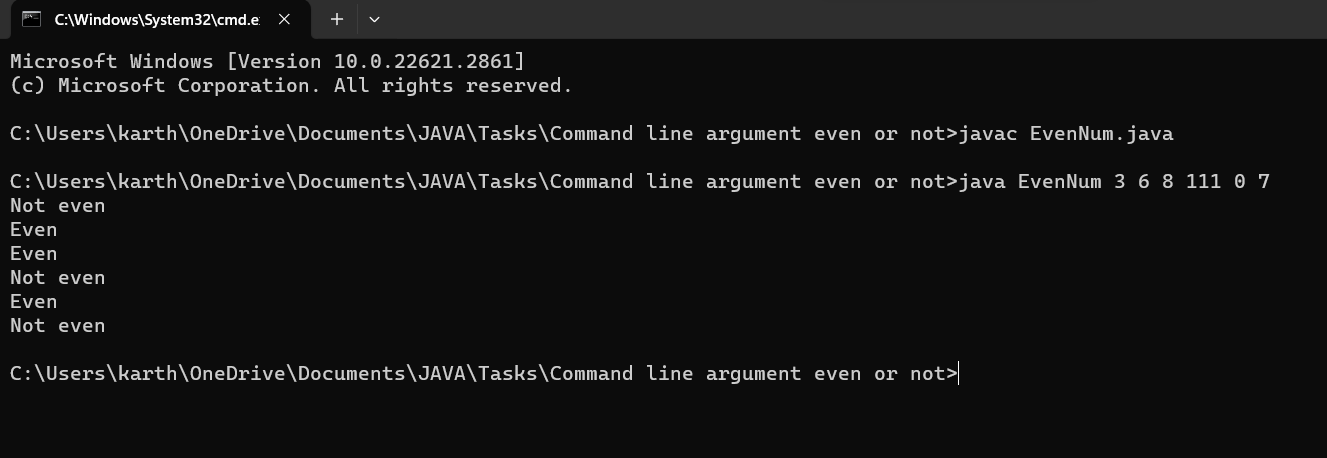 C:\Windows\System32\cmd.e
Microsoft Windows [Version 10.0.22621.2861]
(c) Microsoft Corporation. All rights reserved.
C:\Users\karth\OneDrive\Documents\JAVA\Tasks\Command line argument even or not>javac EvenNum.java
C:\Users\karth\OneDrive\Documents\JAVA\Tasks\Command line argument even or not>java EvenNum 3 6 8 111 0 7
Not even
Even
Even
Not even
Even
Not even
C:\Users\karth\OneDrive\Documents\JAVA\Tasks\Command line argument even or not>